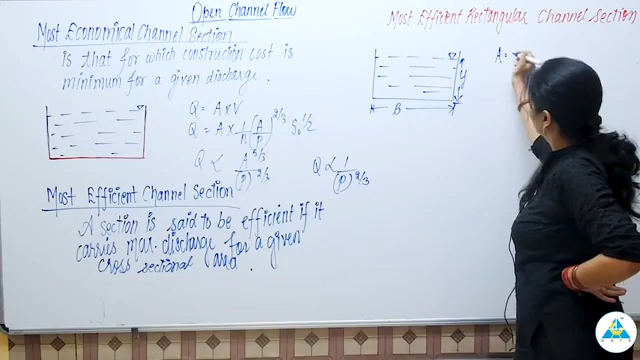 Open Channel Flow
Most Economical Channel Section
is that for which construction cost is
minimum for a given discharge.
Q = A×V
Q = A × 1/n (A/P)^2/3 S₀^1/2
Q ∝ A^5/3 / (P)^2/3
Q ∝ 1 / (P)^2/3
Most Efficient Channel Section
A section is said to be efficient if it
carries max. discharge for a given
cross sectional area.
Most Efficient Rectangular Channel Section
y
B
A =